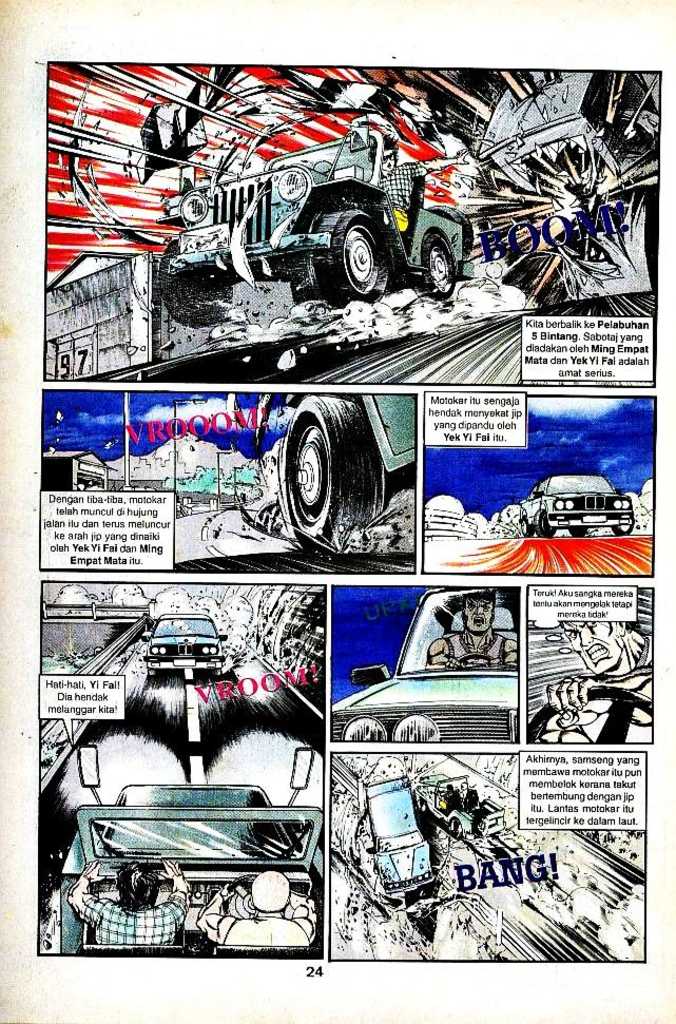 BOOM!
Kita berbalik ke Pelabuhan
5 Bintang. Sabotaj yang
diadakan oleh Ming Empat
Mata dan Yek Yi Fai adalah
amat serius.
97
VROOOM!
Dengan tiba-tiba, motokar
telah muncul di hujung
jalan itu dan terus meluncur
ke arah jip yang dinaiki
oleh Yek Yi Fai dan Ming
Empat Mata itu.
Motokar itu sengaja
hendak menyekat jip
yang dipandu oleh
Yek Yi Fai itu.
Hati-hati, Yi Fai!
Dia hendak
melanggar kita!
VROOM!
Teruk! Aku sangka mereka
tentu akan mengelak tetapi
mereka tidak!
Akhirnya, samseng yang
membawa motokar itu pun
membelok kerana takut
bertembung dengan jip
itu. Lantas motokar itu
tergelincir ke dalam laut.
BANG!
24